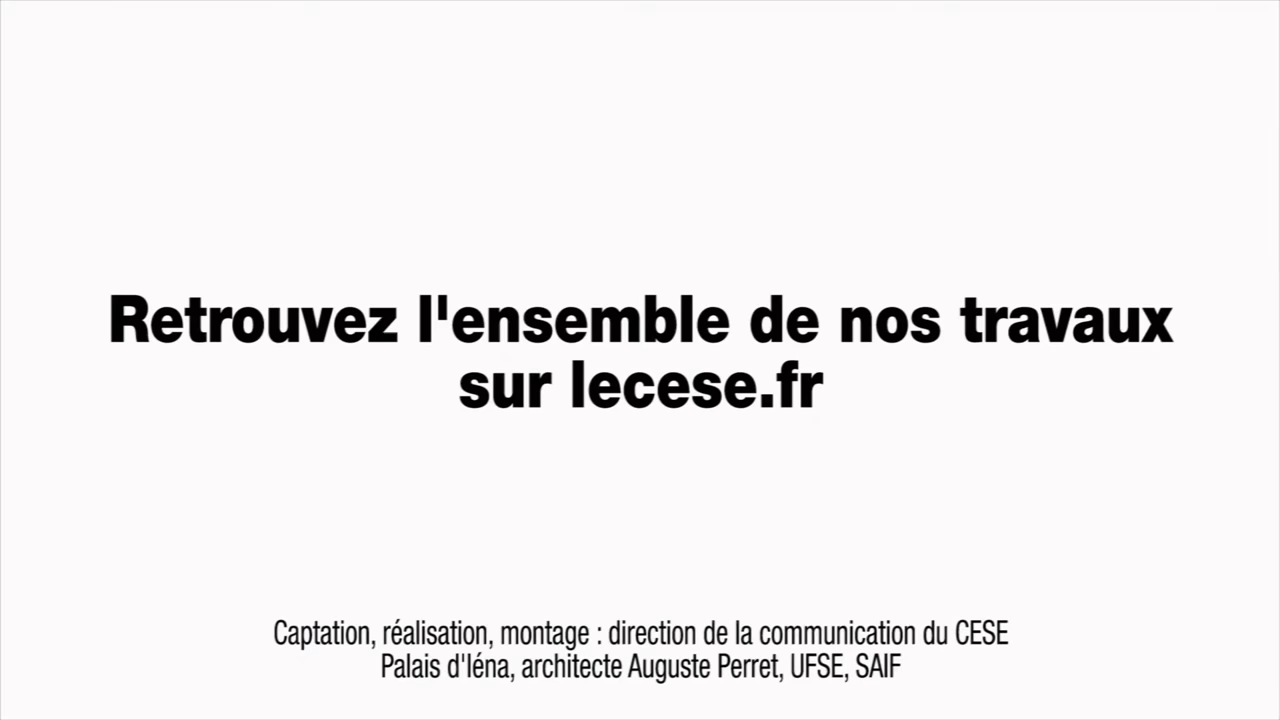 Retrouvez l'ensemble de nos travaux
sur lecese.fr
Captation, réalisation, montage : direction de la communication du CESE
Palais d'Iéna, architecte Auguste Perret, UFSE, SAIF